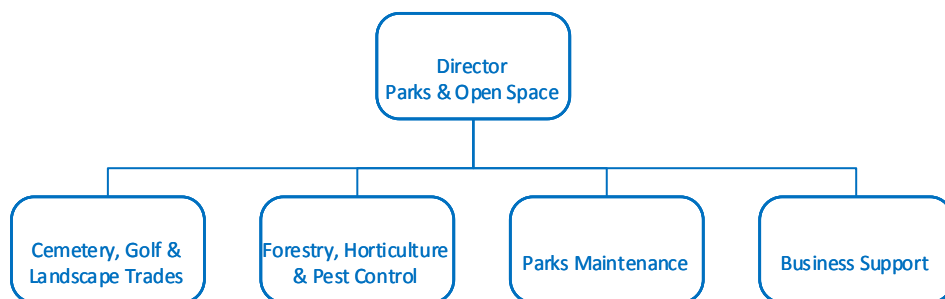 Director
Parks & Open Space
Cemetery, Golf &
Landscape Trades
Forestry, Horticulture
& Pest Control
Parks Maintenance
Business Support